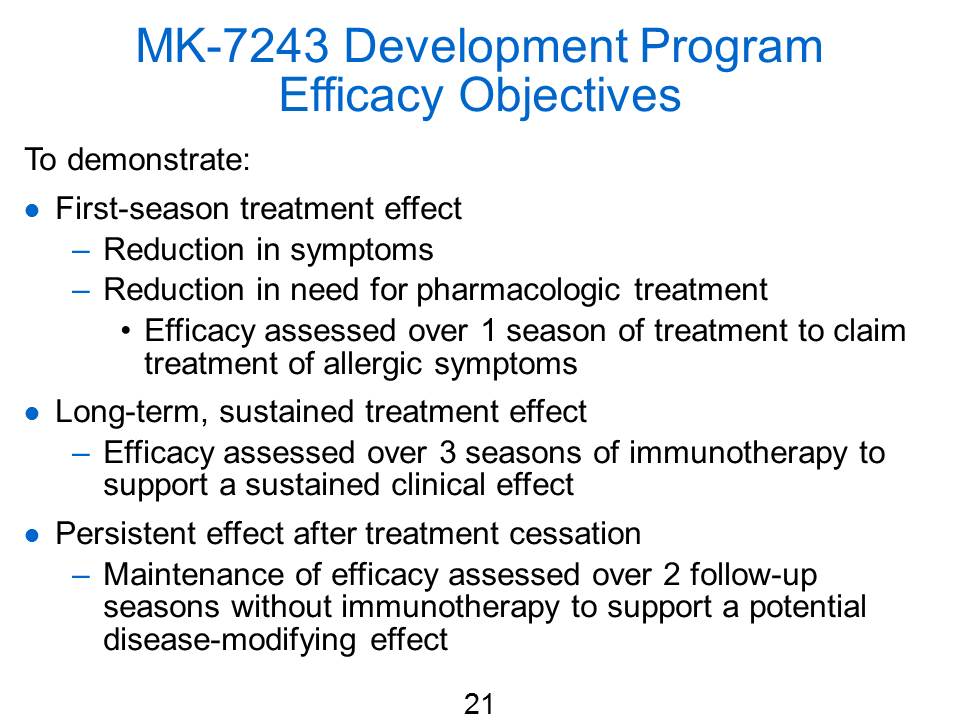 MK-7243 Development Program
Efficacy Objectives
To demonstrate:
● First-season treatment effect
– Reduction in symptoms
– Reduction in need for pharmacologic treatment
• Efficacy assessed over 1 season of treatment to claim
treatment of allergic symptoms
● Long-term, sustained treatment effect
– Efficacy assessed over 3 seasons of immunotherapy to
support a sustained clinical effect
● Persistent effect after treatment cessation
– Maintenance of efficacy assessed over 2 follow-up
seasons without immunotherapy to support a potential
disease-modifying effect
21